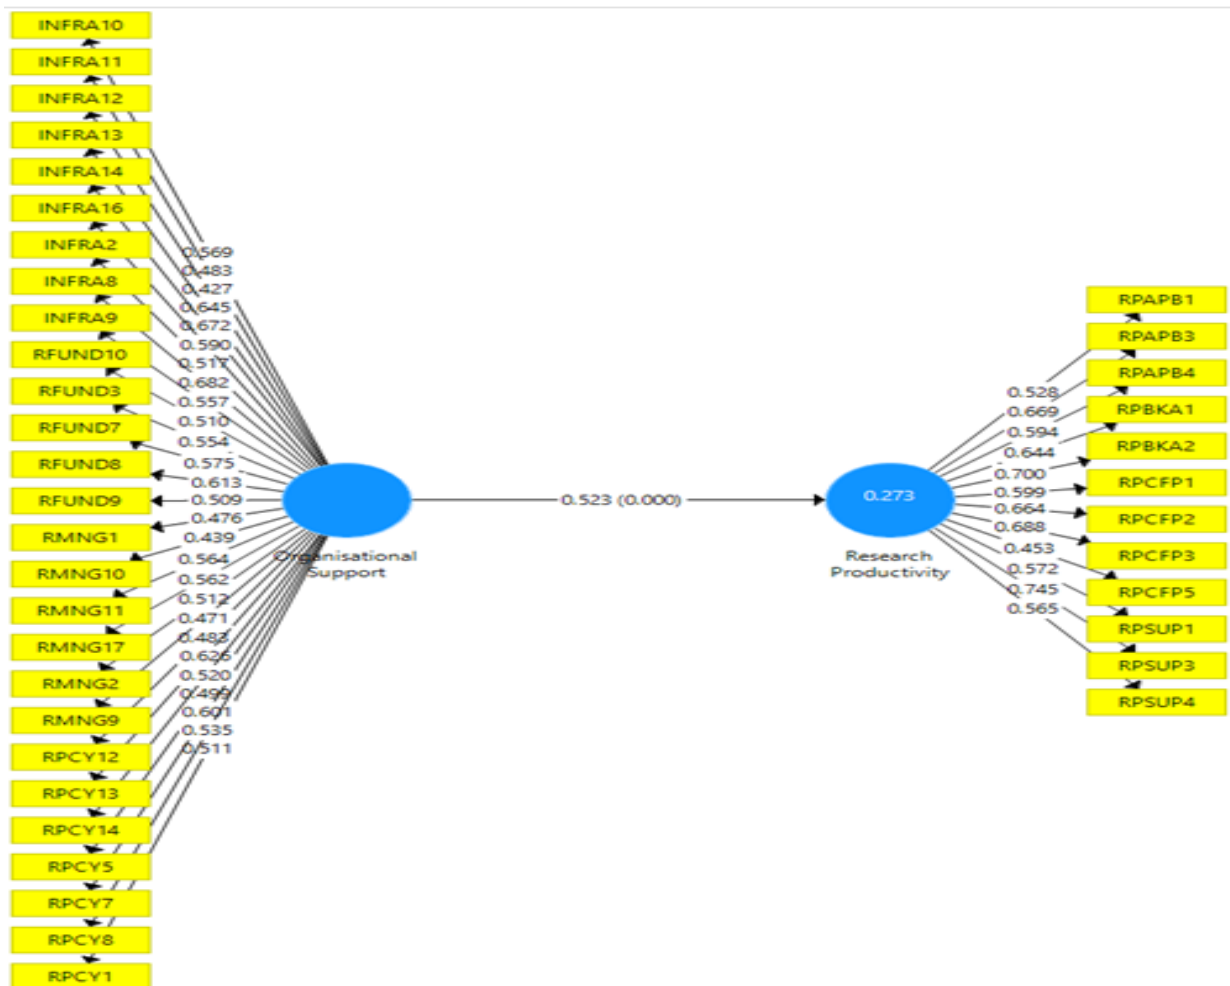 INFRA10
INFRA11
INFRA12
INFRA13
INFRA14
INFRA16
INFRA2
INFRA8
INFRA9
RFUND10
RFUND3
RFUND7
RFUND8
RFUND9
RMNG1
RMNG10
RMNG11
RMNG17
RMNG2
RMNG9
RPCY12
RPCY13
RPCY14
RPCY5
RPCY7
RPCY8
RPCY1
0.569
0.483
0.427
0.645
0.672
0.590
0.517
0.682
0.557
0.510
0.554
0.575
0.613
0.509
0.476
0.439
0.564
0.562
0.512
0.471
0.483
0.626
0.520
0.499
0.601
0.535
0.511
Organisational
Support
0.523 (0.000)
0.273
Research
Productivity
0.528
0.669
0.594
0.644
0.700
0.599
0.664
0.688
0.453
0.572
0.745
0.565
RPAPB1
RPAPB3
RPAPB4
RPBKA1
RPBKA2
RPCFP1
RPCFP2
RPCFP3
RPCFP5
RPSUP1
RPSUP3
RPSUP4